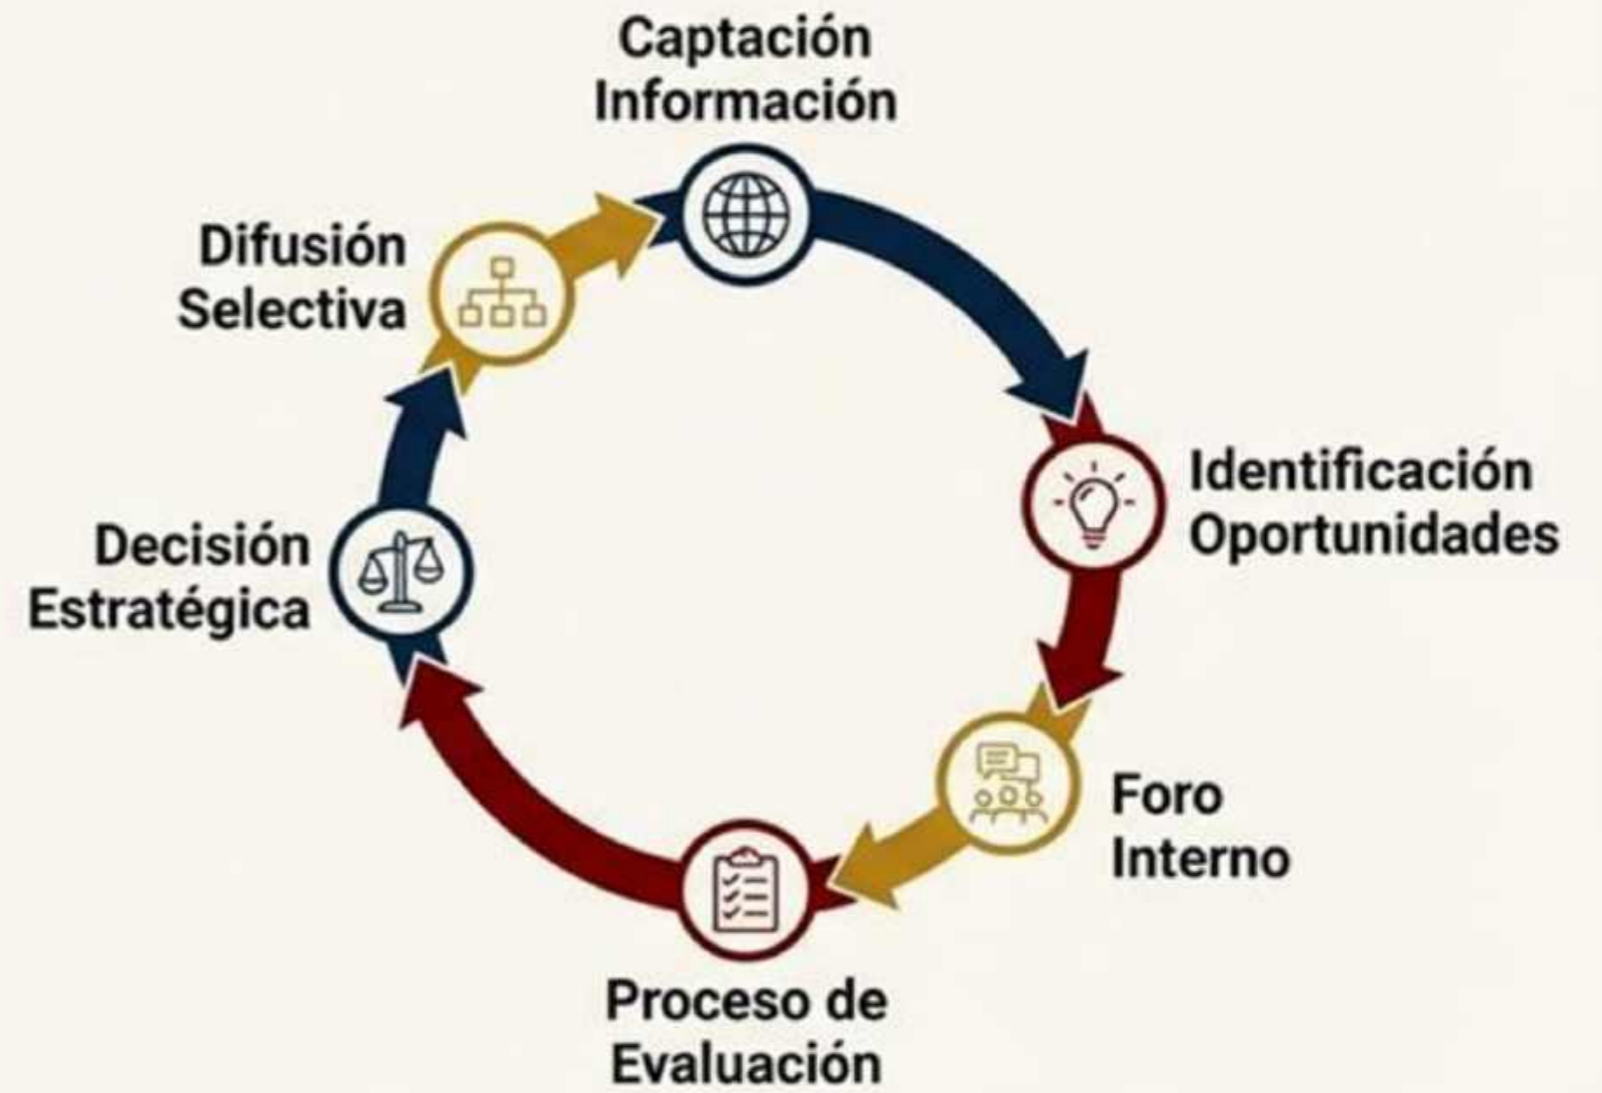 Captación
Información
Difusión
Selectiva
Identificación
Oportunidades
Decisión
Estratégica
Foro
Interno
Proceso de
Evaluación